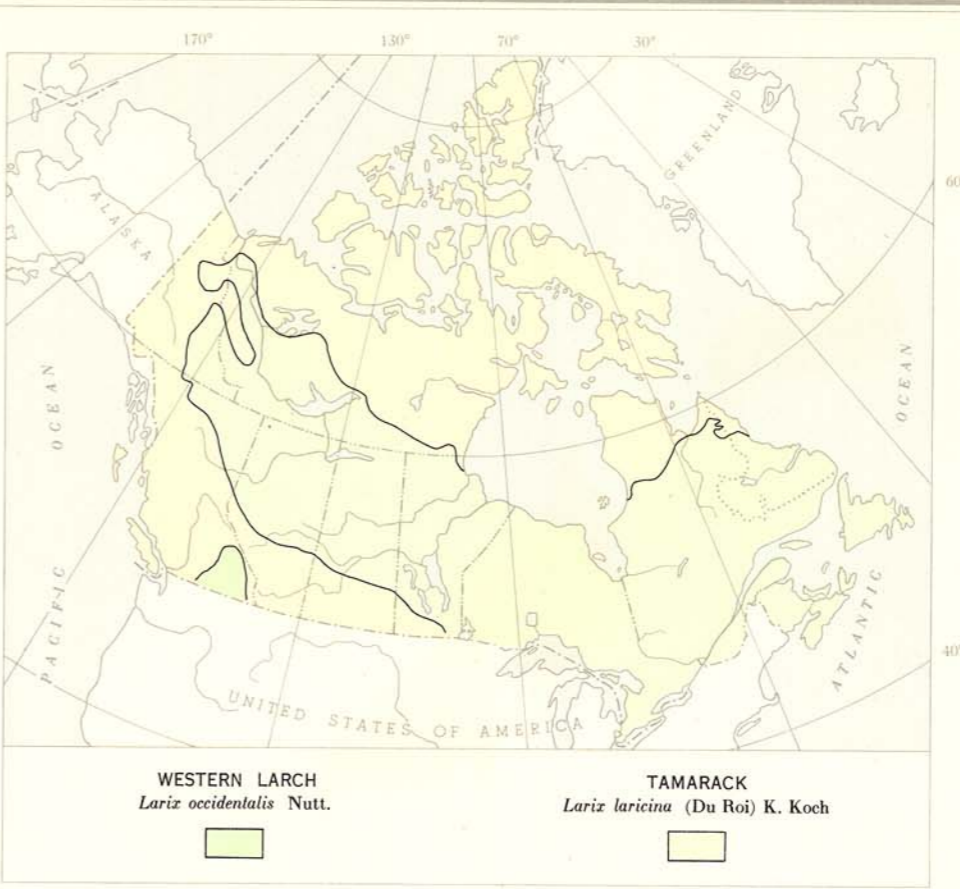 170° 130° 70° 30°
60
GREENLAND
ALASKA
OCEAN
OCEAN
PACIFIC
ATLANTIC
40°
UNITED STATES OF AMERICA
WESTERN LARCH
Larix occidentalis Nutt.
TAMARACK
Larix laricina (Du Roi) K. Koch